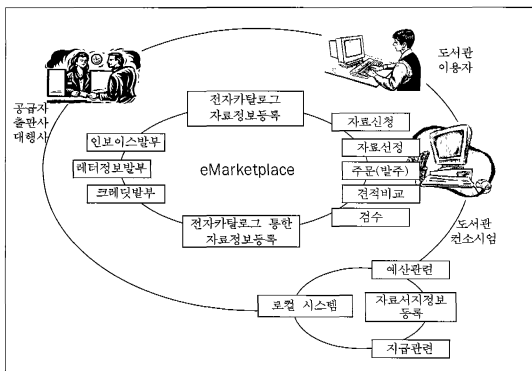 도서관
이용자
공급자
출판사
대행사
전자카탈로그
자료정보등록
자료신청
인보이스발부
자료선정
레터정보발부
eMarketplace
주문(발주)
크레딧발부
견적비교
검수
전자카탈로그 통한
자료정보등록
도서관
컨소시엄
예산관련
로컬 시스템
자료서지정보
등록
지급관련